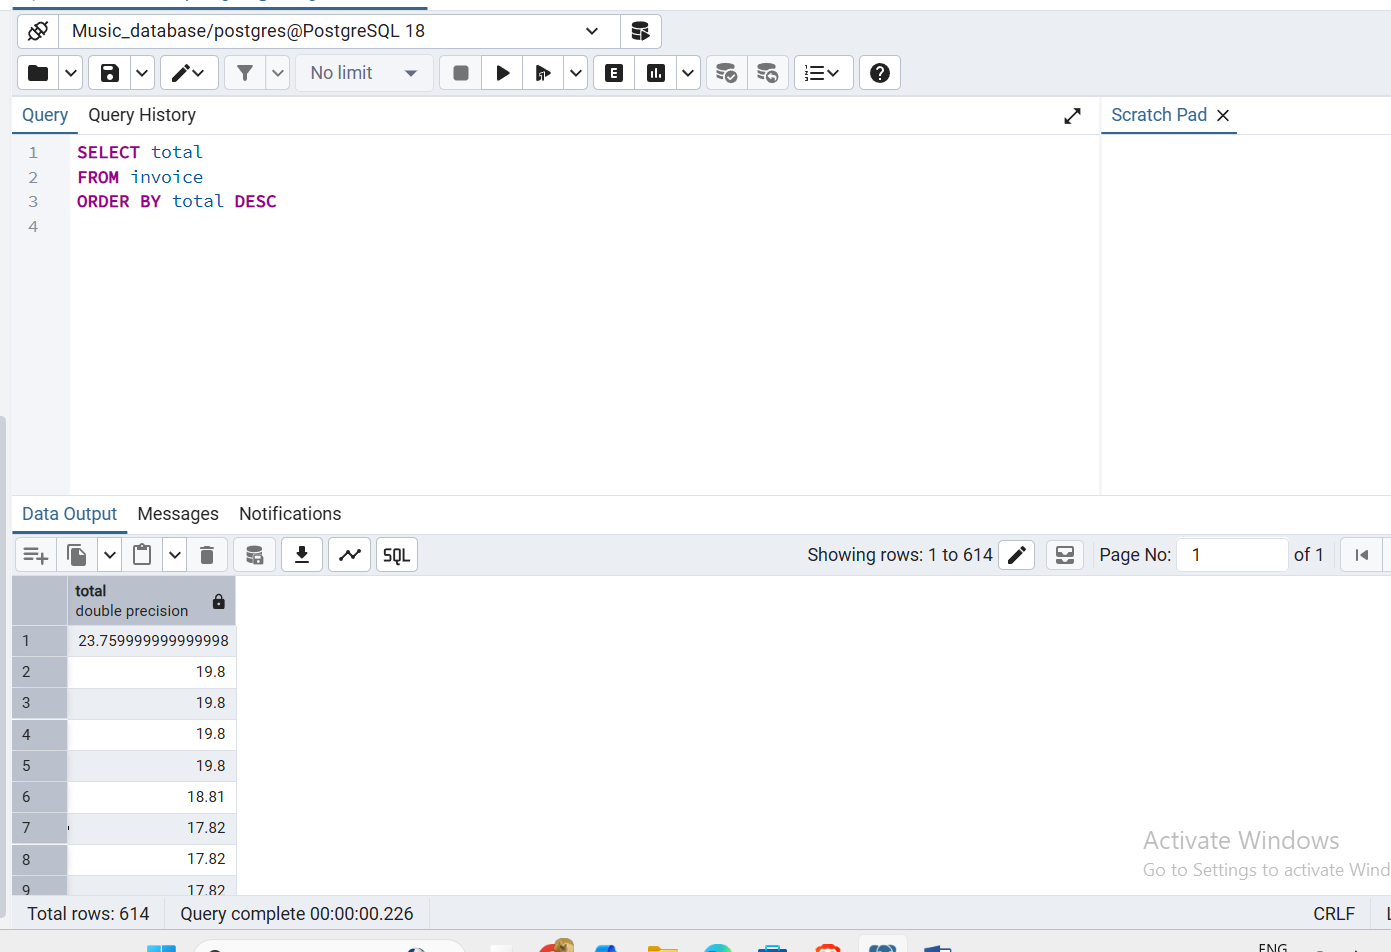 Music_database/postgres@PostgreSQL 18
No limit
E
Query Query History
Scratch Pad
1 SELECT total
2 FROM invoice
3 ORDER BY total DESC
4
Data Output Messages Notifications
SQL
Showing rows: 1 to 614
Page No: 1 of 1
total
double precision
1 23.759999999999998
2 19.8
3 19.8
4 19.8
5 19.8
6 18.81
7 17.82
8 17.82
9 17.82
Activate Windows
Go to Settings to activate Wind
Total rows: 614 Query complete 00:00:00.226
CRLF
ENG